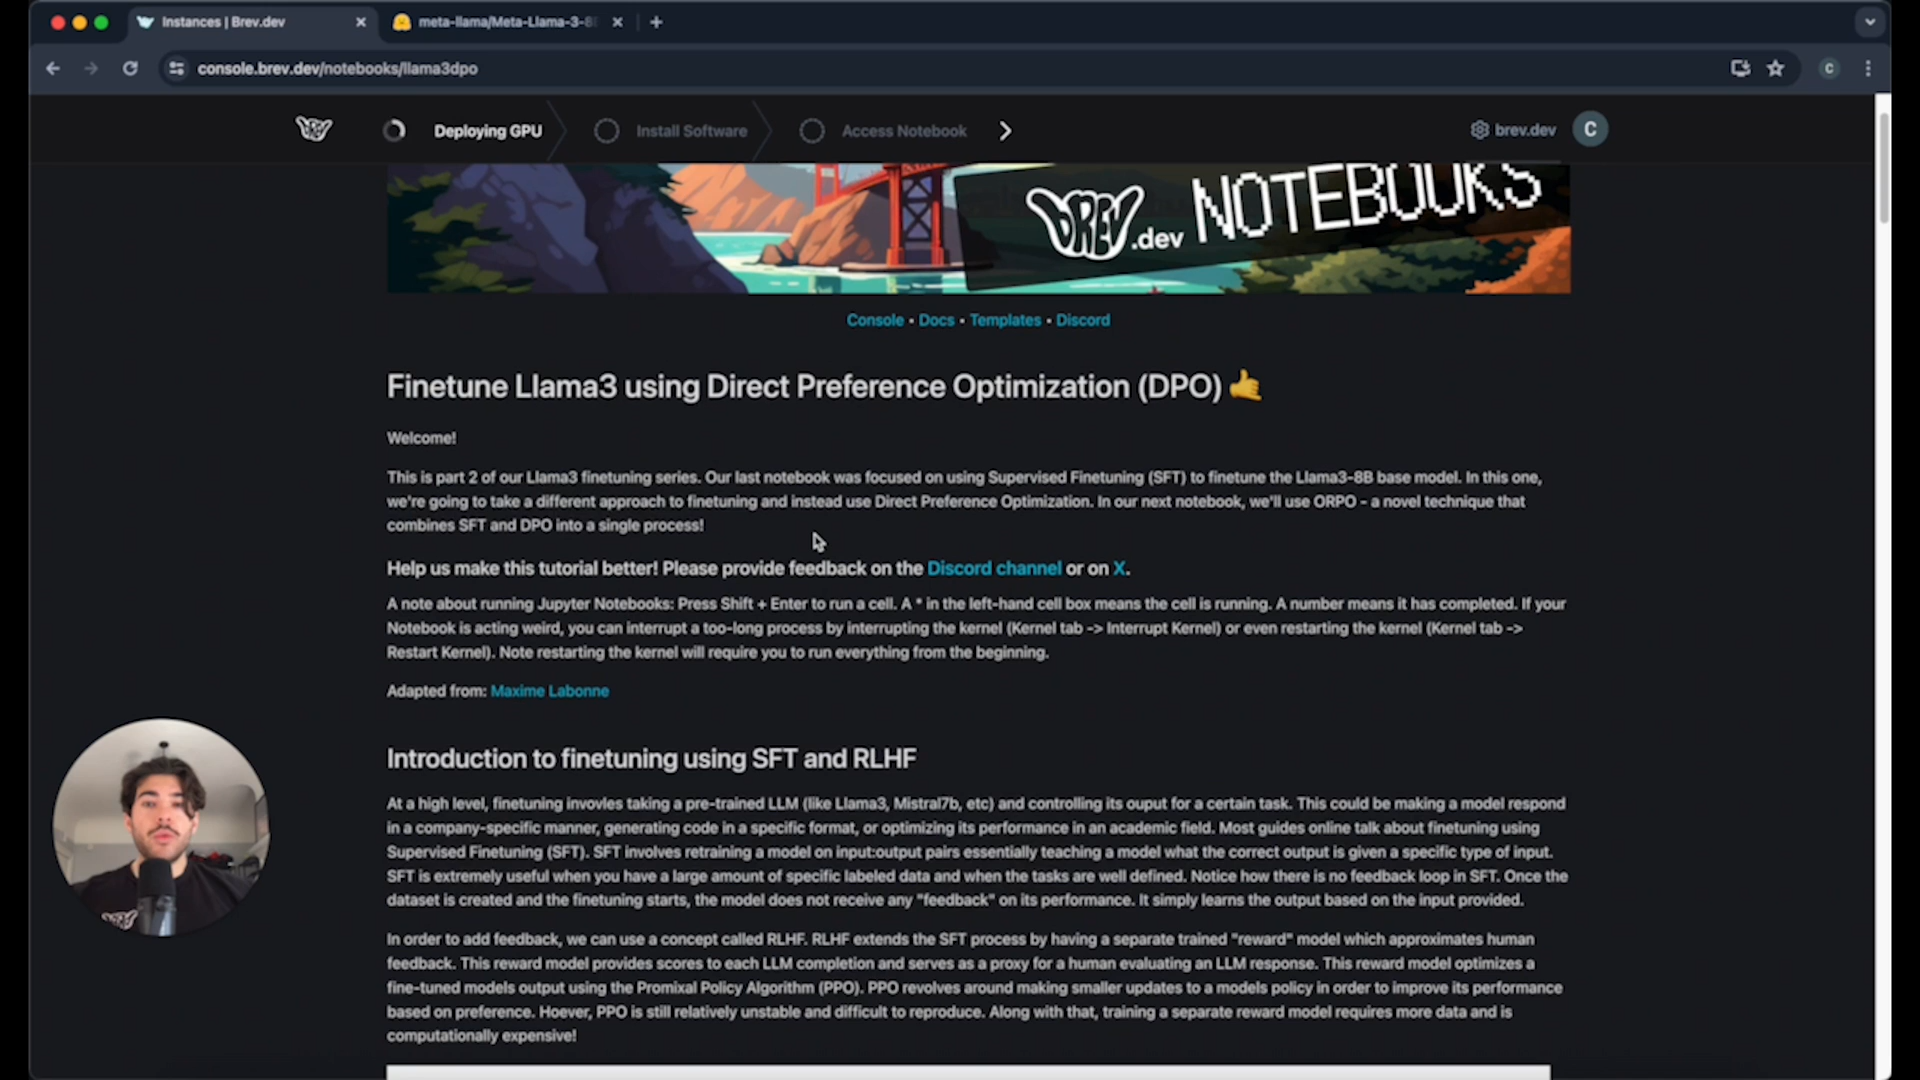 Instances | Brev.dev
meta-llama/Meta-Llama-3-8
console.brev.dev/notebooks/llama3dpo
C
BREV
Deploying GPU
Install Software
Access Notebook
brev.dev
C
BREV.dev NOTEBOOKS
Console • Docs • Templates • Discord
Finetune Llama3 using Direct Preference Optimization (DPO) 🤙
Welcome!
This is part 2 of our Llama3 finetuning series. Our last notebook was focused on using Supervised Finetuning (SFT) to finetune the Llama3-8B base model. In this one,
we're going to take a different approach to finetuning and instead use Direct Preference Optimization. In our next notebook, we'll use ORPO - a novel technique that
combines SFT and DPO into a single process!
Help us make this tutorial better! Please provide feedback on the Discord channel or on X.
A note about running Jupyter Notebooks: Press Shift + Enter to run a cell. A * in the left-hand cell box means the cell is running. A number means it has completed. If your
Notebook is acting weird, you can interrupt a too-long process by interrupting the kernel (Kernel tab -> Interrupt Kernel) or even restarting the kernel (Kernel tab ->
Restart Kernel). Note restarting the kernel will require you to run everything from the beginning.
Adapted from: Maxime Labonne
Introduction to finetuning using SFT and RLHF
At a high level, finetuning invovles taking a pre-trained LLM (like Llama3, Mistral7b, etc) and controlling its ouput for a certain task. This could be making a model respond
in a company-specific manner, generating code in a specific format, or optimizing its performance in an academic field. Most guides online talk about finetuning using
Supervised Finetuning (SFT). SFT involves retraining a model on input:output pairs essentially teaching a model what the correct output is given a specific type of input.
SFT is extremely useful when you have a large amount of specific labeled data and when the tasks are well defined. Notice how there is no feedback loop in SFT. Once the
dataset is created and the finetuning starts, the model does not receive any "feedback" on its performance. It simply learns the output based on the input provided.
In order to add feedback, we can use a concept called RLHF. RLHF extends the SFT process by having a separate trained "reward" model which approximates human
feedback. This reward model provides scores to each LLM completion and serves as a proxy for a human evaluating an LLM response. This reward model optimizes a
fine-tuned models output using the Promixal Policy Algorithm (PPO). PPO revolves around making smaller updates to a models policy in order to improve its performance
based on preference. Hoever, PPO is still relatively unstable and difficult to reproduce. Along with that, training a separate reward model requires more data and is
computationally expensive!